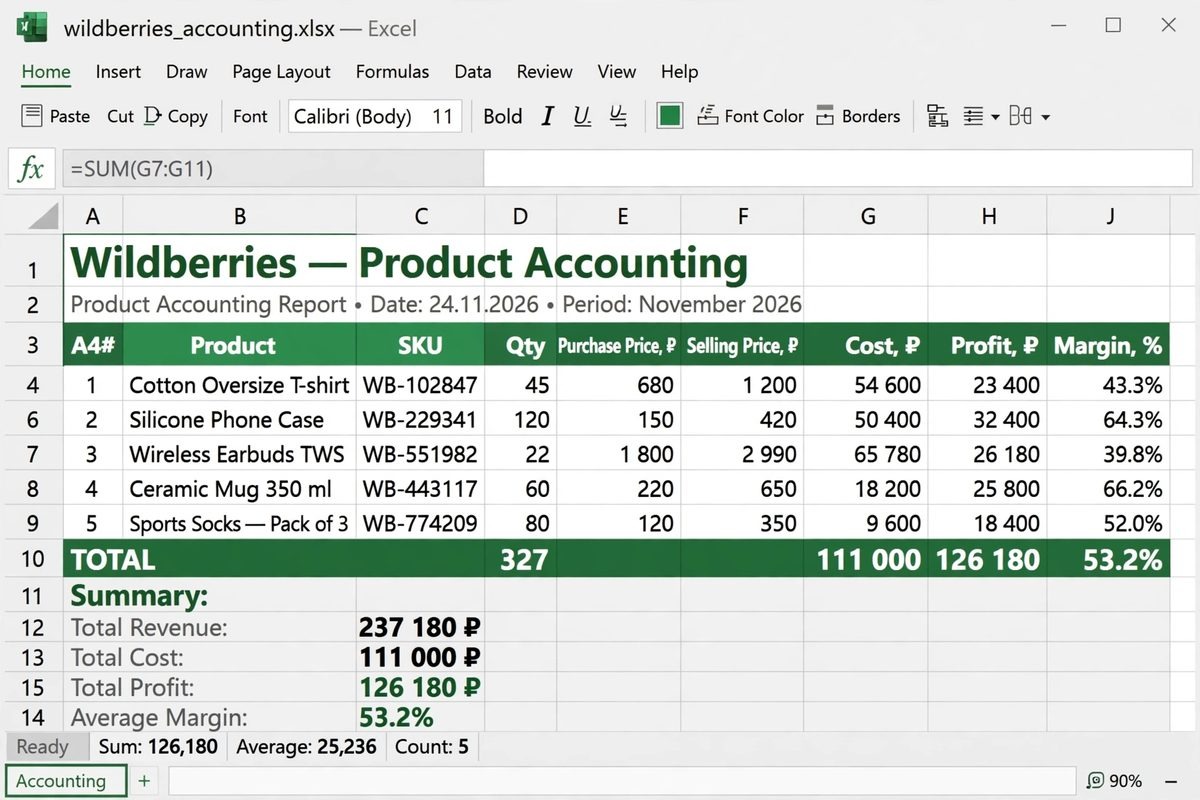 wildberries_accounting.xlsx — Excel
Home Insert Draw Page Layout Formulas Data Review View Help
Paste Cut Copy Font Calibri (Body) 11 Bold I U Font Color Borders
fx =SUM(G7:G11)
A B C D E F G H J
1 Wildberries — Product Accounting
2 Product Accounting Report • Date: 24.11.2026 • Period: November 2026
3 A4# Product SKU Qty Purchase Price, ₽ Selling Price, ₽ Cost, ₽ Profit, ₽ Margin, %
4 1 Cotton Oversize T-shirt WB-102847 45 680 1 200 54 600 23 400 43.3%
6 2 Silicone Phone Case WB-229341 120 150 420 50 400 32 400 64.3%
7 3 Wireless Earbuds TWS WB-551982 22 1 800 2 990 65 780 26 180 39.8%
8 4 Ceramic Mug 350 ml WB-443117 60 220 650 18 200 25 800 66.2%
9 5 Sports Socks — Pack of 3 WB-774209 80 120 350 9 600 18 400 52.0%
10 TOTAL 327 111 000 126 180 53.2%
11 Summary:
12 Total Revenue: 237 180 ₽
13 Total Cost: 111 000 ₽
15 Total Profit: 126 180 ₽
14 Average Margin: 53.2%
Ready Sum: 126,180 Average: 25,236 Count: 5
Accounting + 90% –